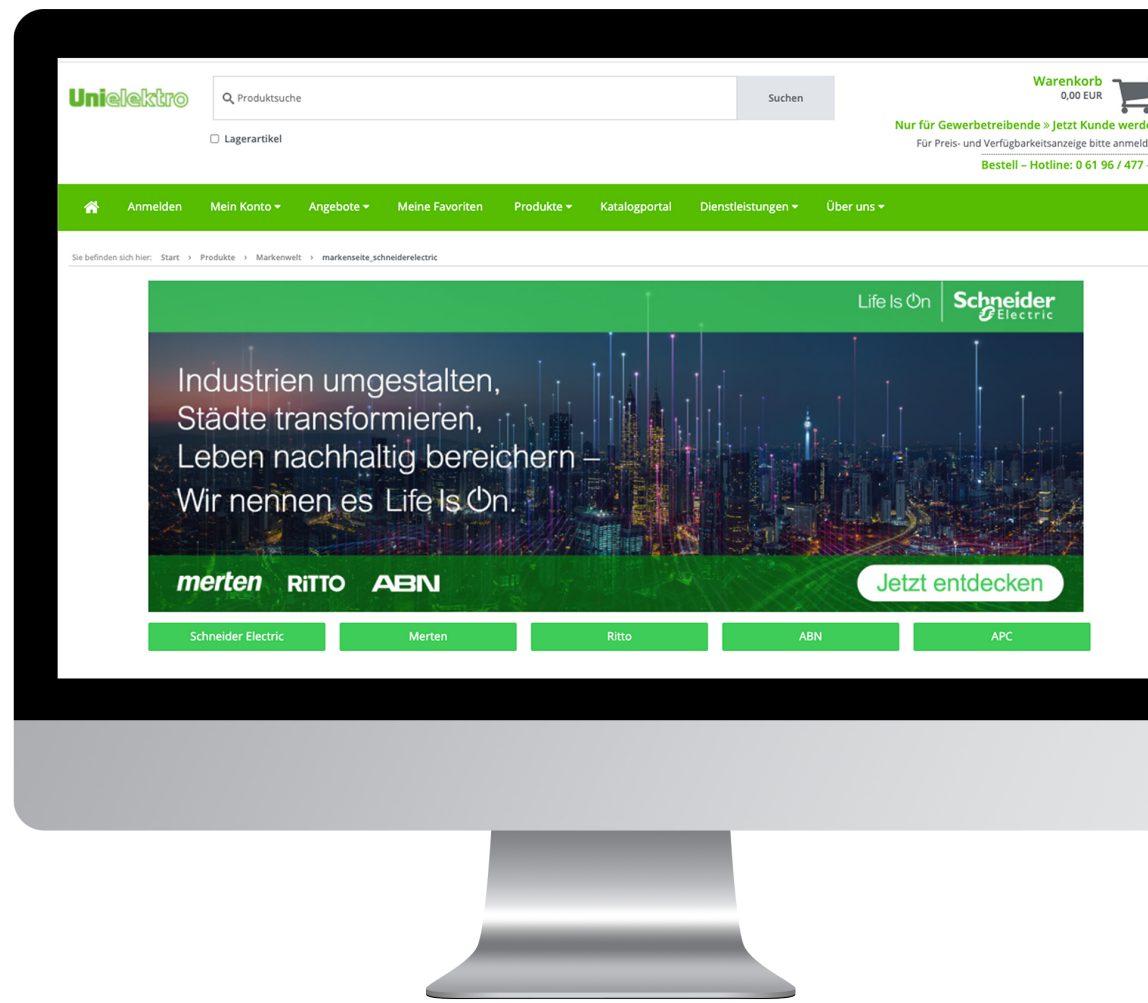 Unielektro
Produktsuche
Suchen
Lagerartikel
Warenkorb
0,00 EUR
Nur für Gewerbetreibende » Jetzt Kunde werde
Für Preis- und Verfügbarkeitsanzeige bitte anmeld
Bestell – Hotline: 0 61 96 / 477
Anmelden Mein Konto Angebote Meine Favoriten Produkte Katalogportal Dienstleistungen Über uns
Sie befinden sich hier: Start › Produkte › Markenwelt › markenseite_schneiderelectric
Life Is On
Schneider
Electric
Industrien umgestalten,
Städte transformieren,
Leben nachhaltig bereichern –
Wir nennen es Life Is On.
merten RiTTO ABN
Jetzt entdecken
Schneider Electric Merten Ritto ABN APC